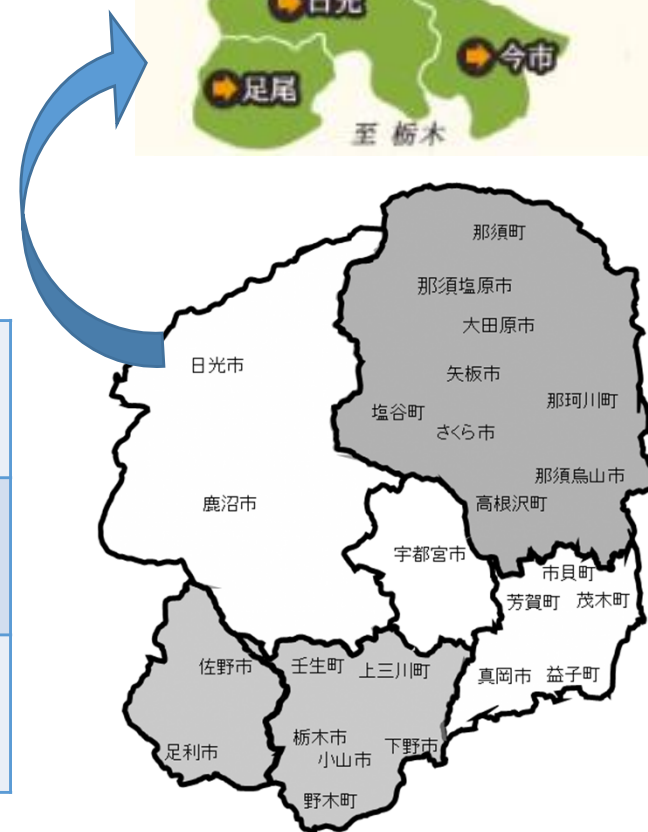 日光
今市
足尾
至 栃木
那須町
那須塩原市
大田原市
日光市
矢板市
那珂川町
塩谷町
さくら市
那須烏山市
鹿沼市
高根沢町
宇都宮市
市貝町
芳賀町 茂木町
佐野市
壬生町 上三川町
真岡市 益子町
栃木市
下野市
足利市
小山市
野木町